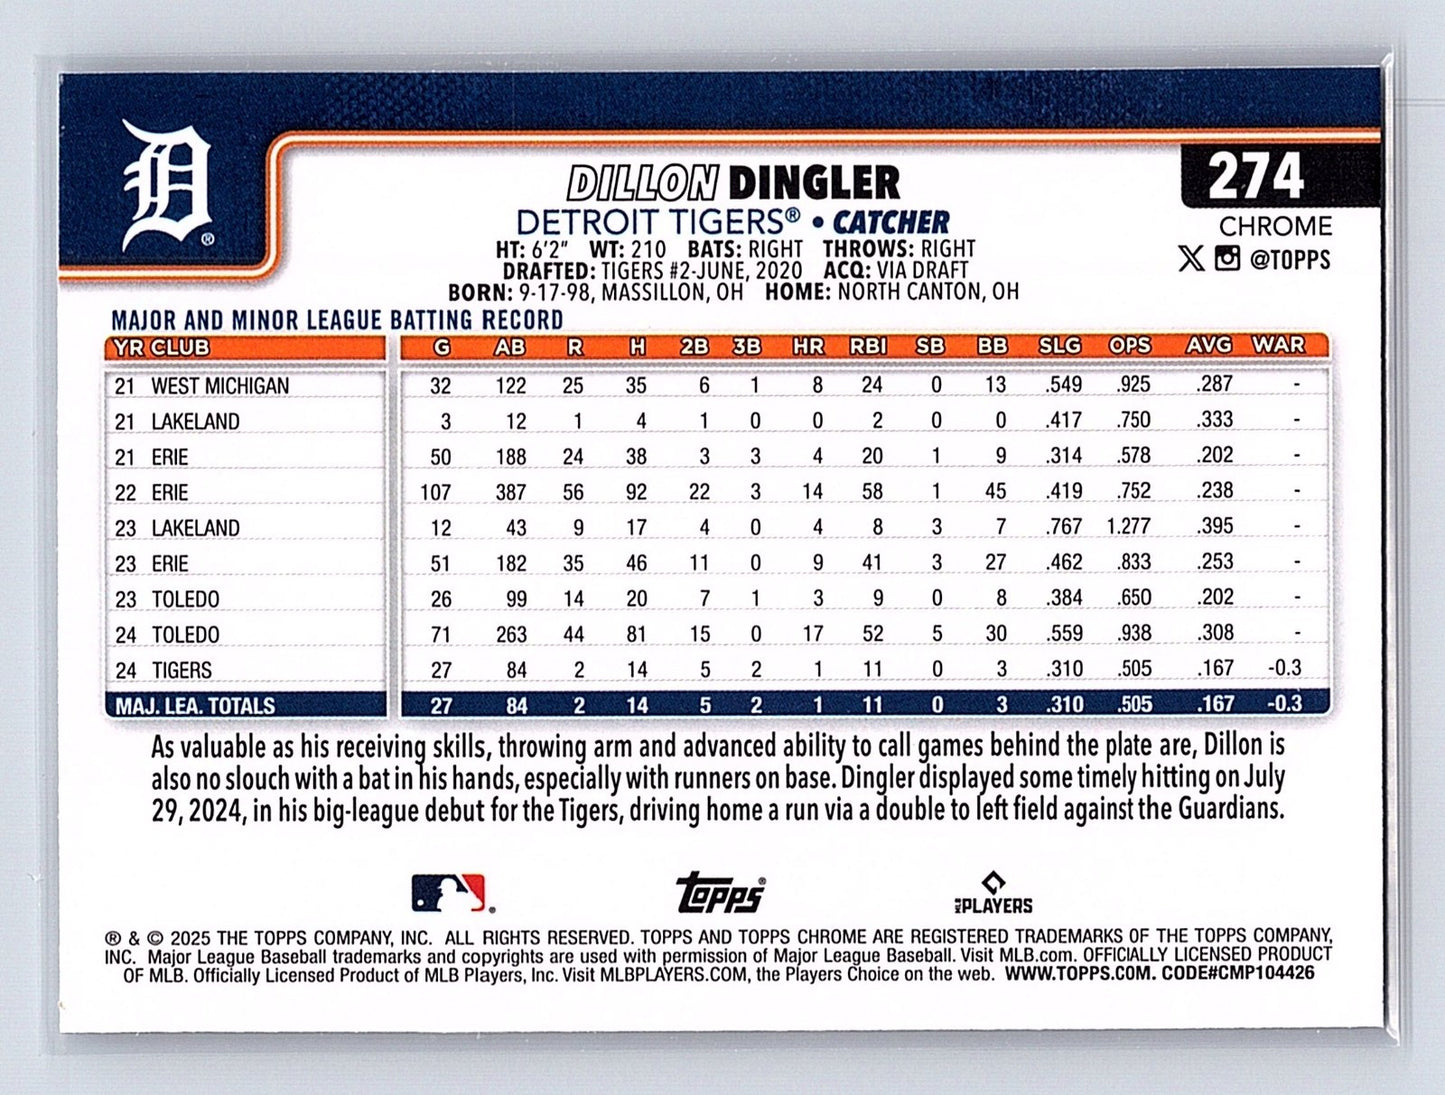 D®
274
DILLON DINGLER
DETROIT TIGERS® • CATCHER
CHROME
HT: 6'2" WT: 210 BATS: RIGHT THROWS: RIGHT
@TOPPS
DRAFTED: TIGERS #2-JUNE, 2020 ACQ: VIA DRAFT
BORN: 9-17-98, MASSILLON, OH HOME: NORTH CANTON, OH
MAJOR AND MINOR LEAGUE BATTING RECORD
YR CLUB G AB R H 2B 3B HR RBI SB BB SLG OPS AVG WAR
21 WEST MICHIGAN 32 122 25 35 6 1 8 24 0 13 .549 .925 .287 -
21 LAKELAND 3 12 1 4 1 0 0 2 0 0 .417 .750 .333 -
21 ERIE 50 188 24 38 3 3 4 20 1 9 .314 .578 .202 -
22 ERIE 107 387 56 92 22 3 14 58 1 45 .419 .752 .238 -
23 LAKELAND 12 43 9 17 4 0 4 8 3 7 .767 1.277 .395 -
23 ERIE 51 182 35 46 11 0 9 41 3 27 .462 .833 .253 -
23 TOLEDO 26 99 14 20 7 1 3 9 0 8 .384 .650 .202 -
24 TOLEDO 71 263 44 81 15 0 17 52 5 30 .559 .938 .308 -
24 TIGERS 27 84 2 14 5 2 1 11 0 3 .310 .505 .167 -0.3
MAJ. LEA. TOTALS 27 84 2 14 5 2 1 11 0 3 .310 .505 .167 -0.3
As valuable as his receiving skills, throwing arm and advanced ability to call games behind the plate are, Dillon is
also no slouch with a bat in his hands, especially with runners on base. Dingler displayed some timely hitting on July
29, 2024, in his big-league debut for the Tigers, driving home a run via a double to left field against the Guardians.
®
Topps®
MLB PLAYERS
® & © 2025 THE TOPPS COMPANY, INC. ALL RIGHTS RESERVED. TOPPS AND TOPPS CHROME ARE REGISTERED TRADEMARKS OF THE TOPPS COMPANY,
INC. Major League Baseball trademarks and copyrights are used with permission of Major League Baseball. Visit MLB.com. OFFICIALLY LICENSED PRODUCT
OF MLB. Officially Licensed Product of MLB Players, Inc. Visit MLBPLAYERS.COM, the Players Choice on the web. WWW.TOPPS.COM. CODE#CMP104426